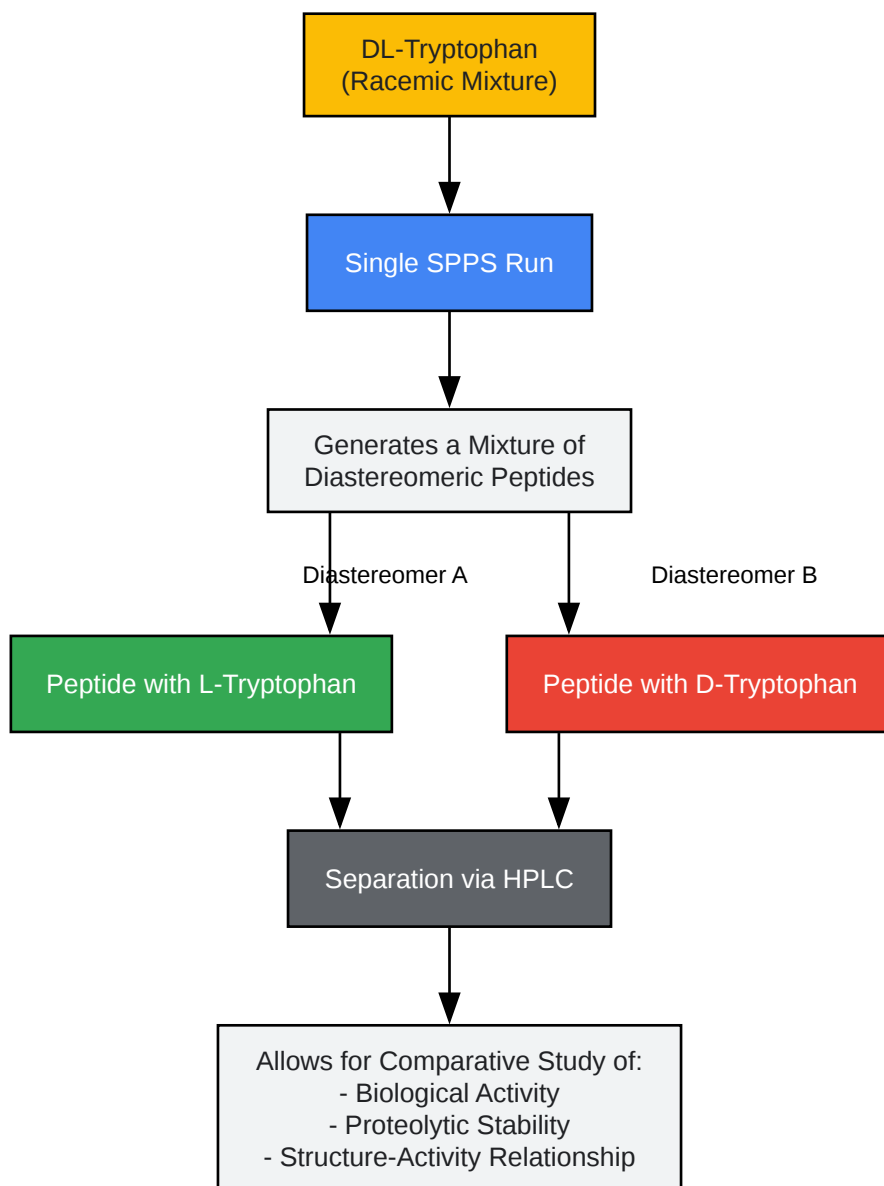 DL-Tryptophan
(Racemic Mixture)
Single SPPS Run
Generates a Mixture of
Diastereomeric Peptides
Diastereomer A
Diastereomer B
Peptide with L-Tryptophan
Peptide with D-Tryptophan
Separation via HPLC
Allows for Comparative Study of:
- Biological Activity
- Proteolytic Stability
- Structure-Activity Relationship